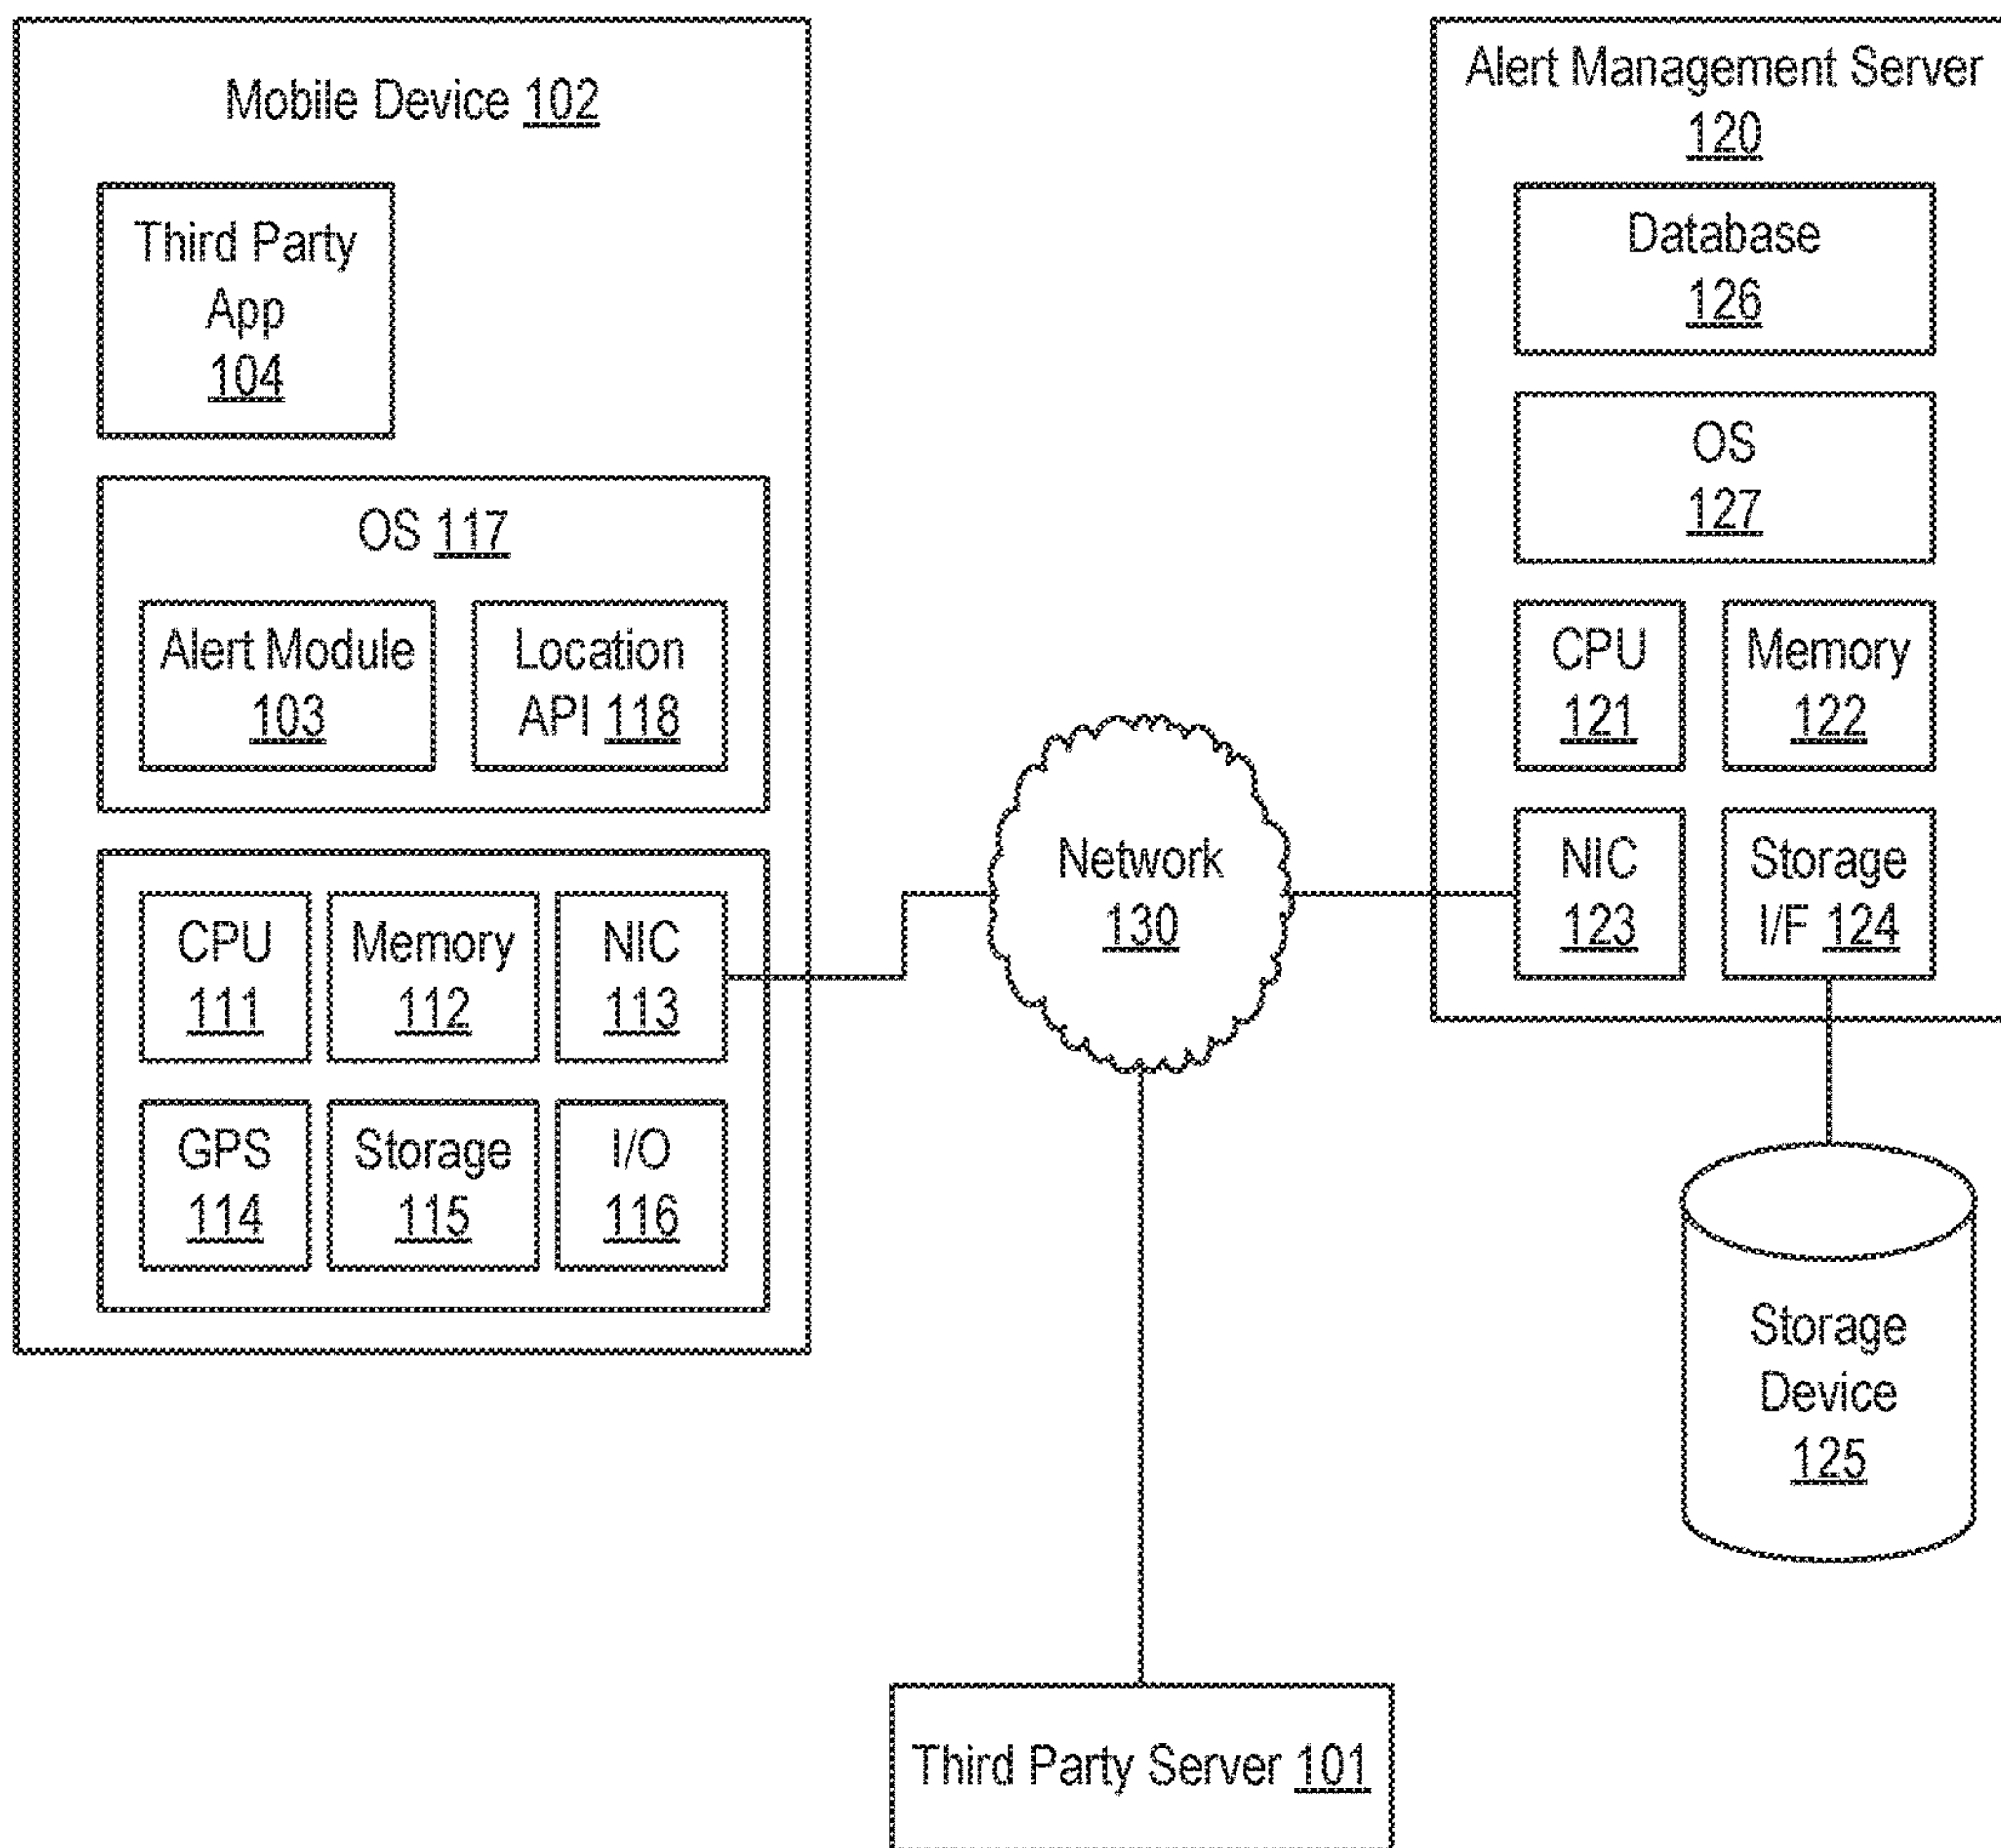 Mobile Device 102
Third Party
App
104
OS 117
Alert Module
103
Location
API 118
CPU
111
Memory
112
NIC
113
GPS
114
Storage
115
I/O
116
Network
130
Alert Management Server
120
Database
126
OS
127
CPU
121
Memory
122
NIC
123
Storage
I/F 124
Storage
Device
125
Third Party Server 101